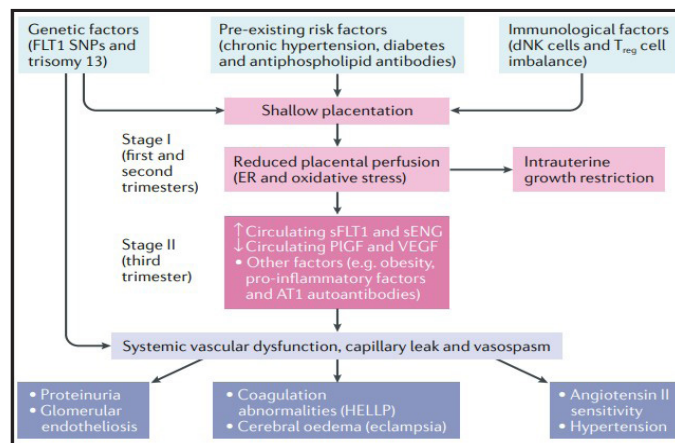 Genetic factors
(FLT1 SNPs and
trisomy 13)
Pre-existing risk factors
(chronic hypertension, diabetes
and antiphospholipid antibodies)
Immunological factors
(dNK cells and Treg cell
imbalance)
Shallow placentation
Stage I
(first and
second
trimesters)
Reduced placental perfusion
(ER and oxidative stress)
Intrauterine
growth restriction
Stage II
(third
trimester)
↑ Circulating sFLT1 and sENG
↓ Circulating PlGF and VEGF
• Other factors (e.g. obesity,
pro-inflammatory factors
and AT1 autoantibodies)
Systemic vascular dysfunction, capillary leak and vasospasm
• Proteinuria
• Glomerular
endotheliosis
• Coagulation
abnormalities (HELLP)
• Cerebral oedema (eclampsia)
• Angiotensin II
sensitivity
• Hypertension